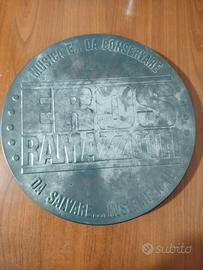 MUSICA È... DA CONSERVARE
EROS
RAMAZZOTTI
DA SALVARE...
subito